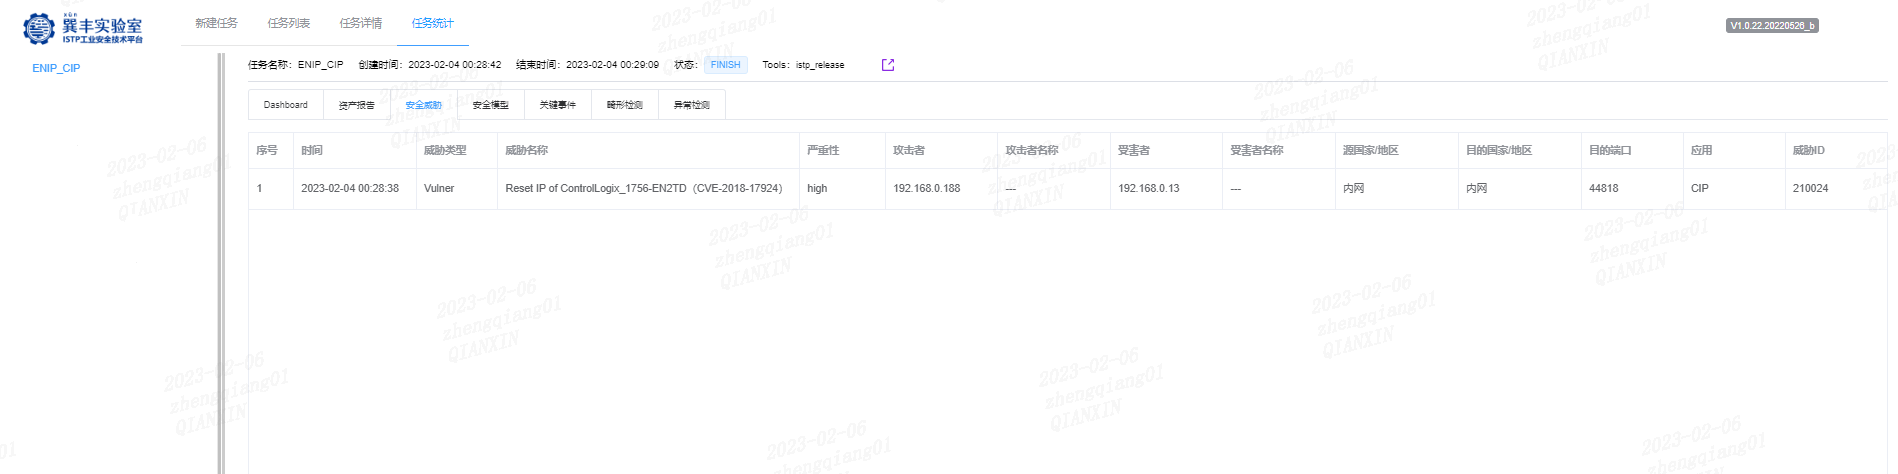 XÙN
巽丰实验室
ISTP工业安全技术平台
新建任务 任务列表 任务详情 任务统计
V1.0.22.20220526_b
ENIP_CIP
任务名称：ENIP_CIP 创建时间：2023-02-04 00:28:42 结束时间：2023-02-04 00:29:09 状态： FINISH Tools：istp_release
Dashboard 资产报告 安全威胁 安全模型 关键事件 畸形检测 异常检测
序号 时间 威胁类型 威胁名称 严重性 攻击者 攻击者名称 受害者 受害者名称 源国家/地区 目的国家/地区 目的端口 应用 威胁ID
1 2023-02-04 00:28:38 Vulner Reset IP of ControlLogix_1756-EN2TD（CVE-2018-17924） high 192.168.0.188 --- 192.168.0.13 --- 内网 内网 44818 CIP 210024
2023-02-06
zhengqiang01
QIANXIN